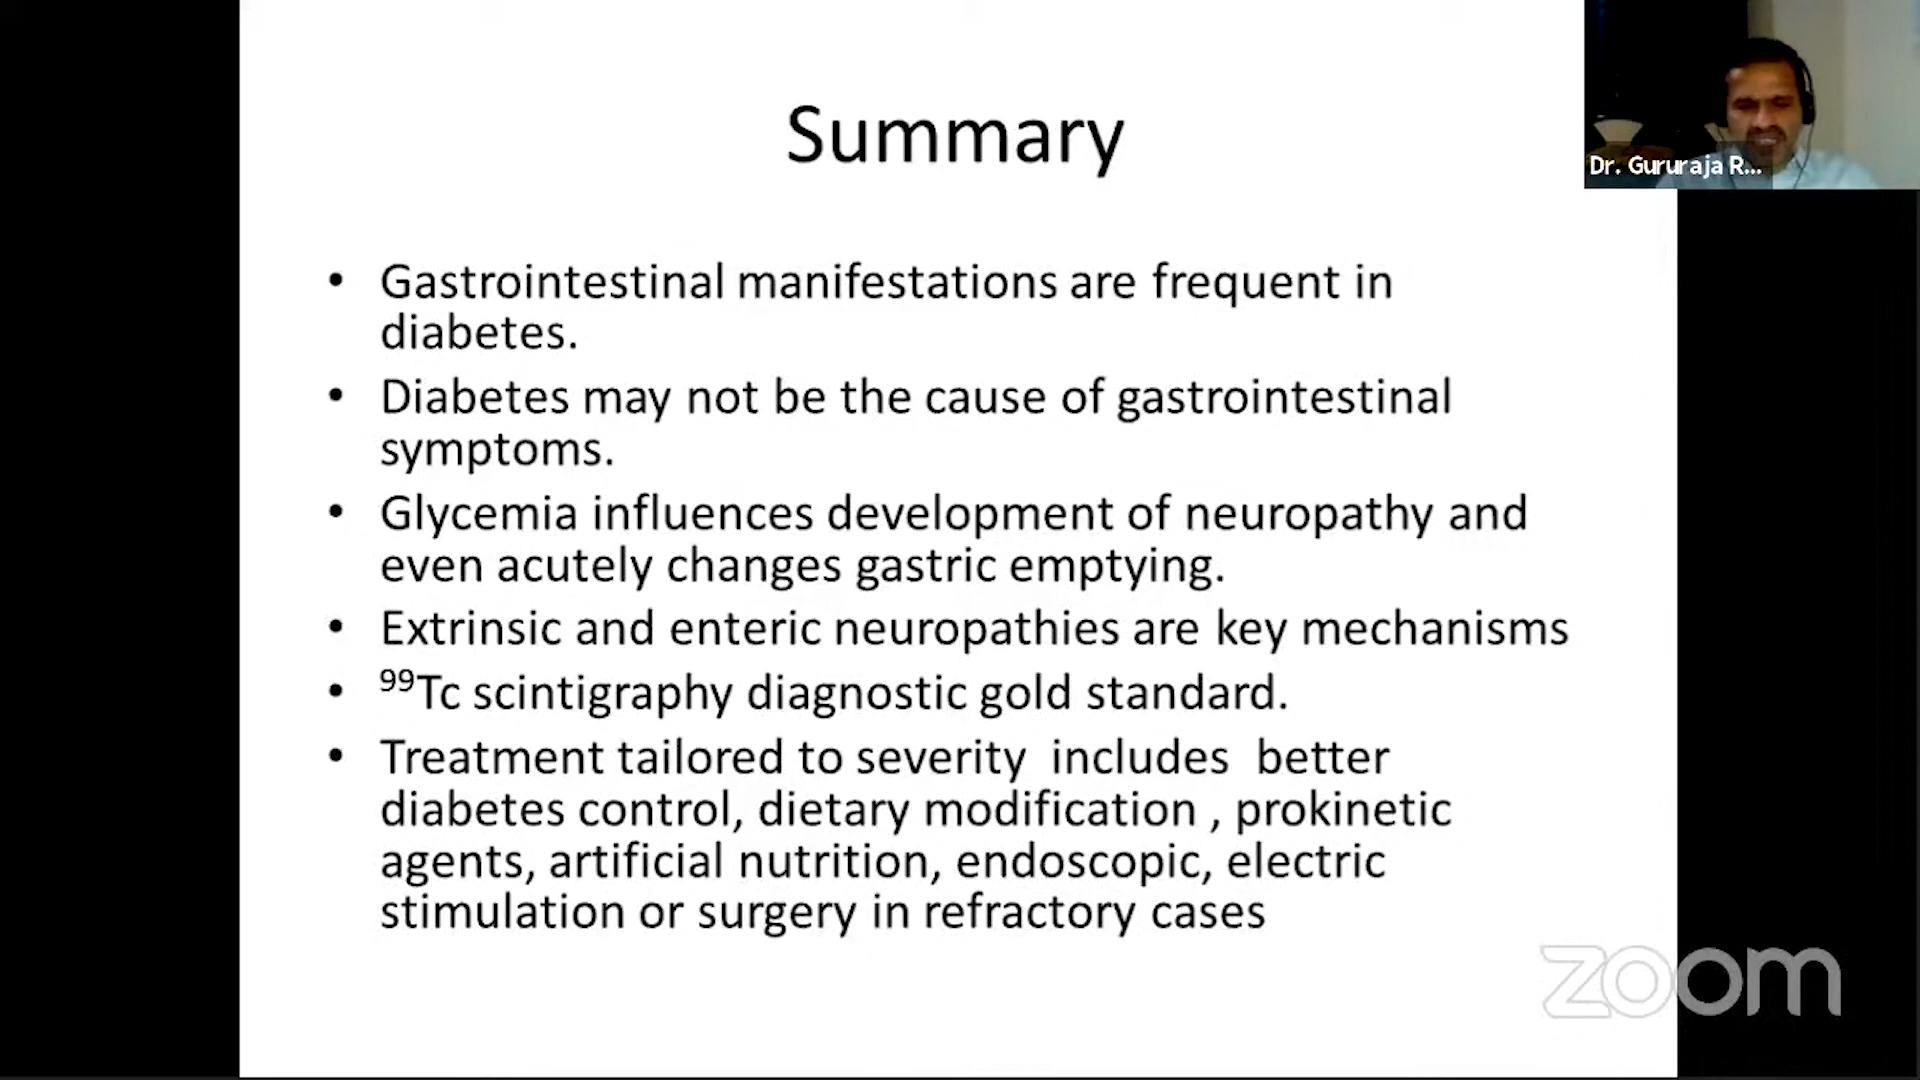 Summary
Dr. Gururaja R...
• Gastrointestinal manifestations are frequent in
diabetes.
• Diabetes may not be the cause of gastrointestinal
symptoms.
• Glycemia influences development of neuropathy and
even acutely changes gastric emptying.
• Extrinsic and enteric neuropathies are key mechanisms
• ⁹⁹Tc scintigraphy diagnostic gold standard.
• Treatment tailored to severity  includes  better
diabetes control, dietary modification , prokinetic
agents, artificial nutrition, endoscopic, electric
stimulation or surgery in refractory cases
zoom